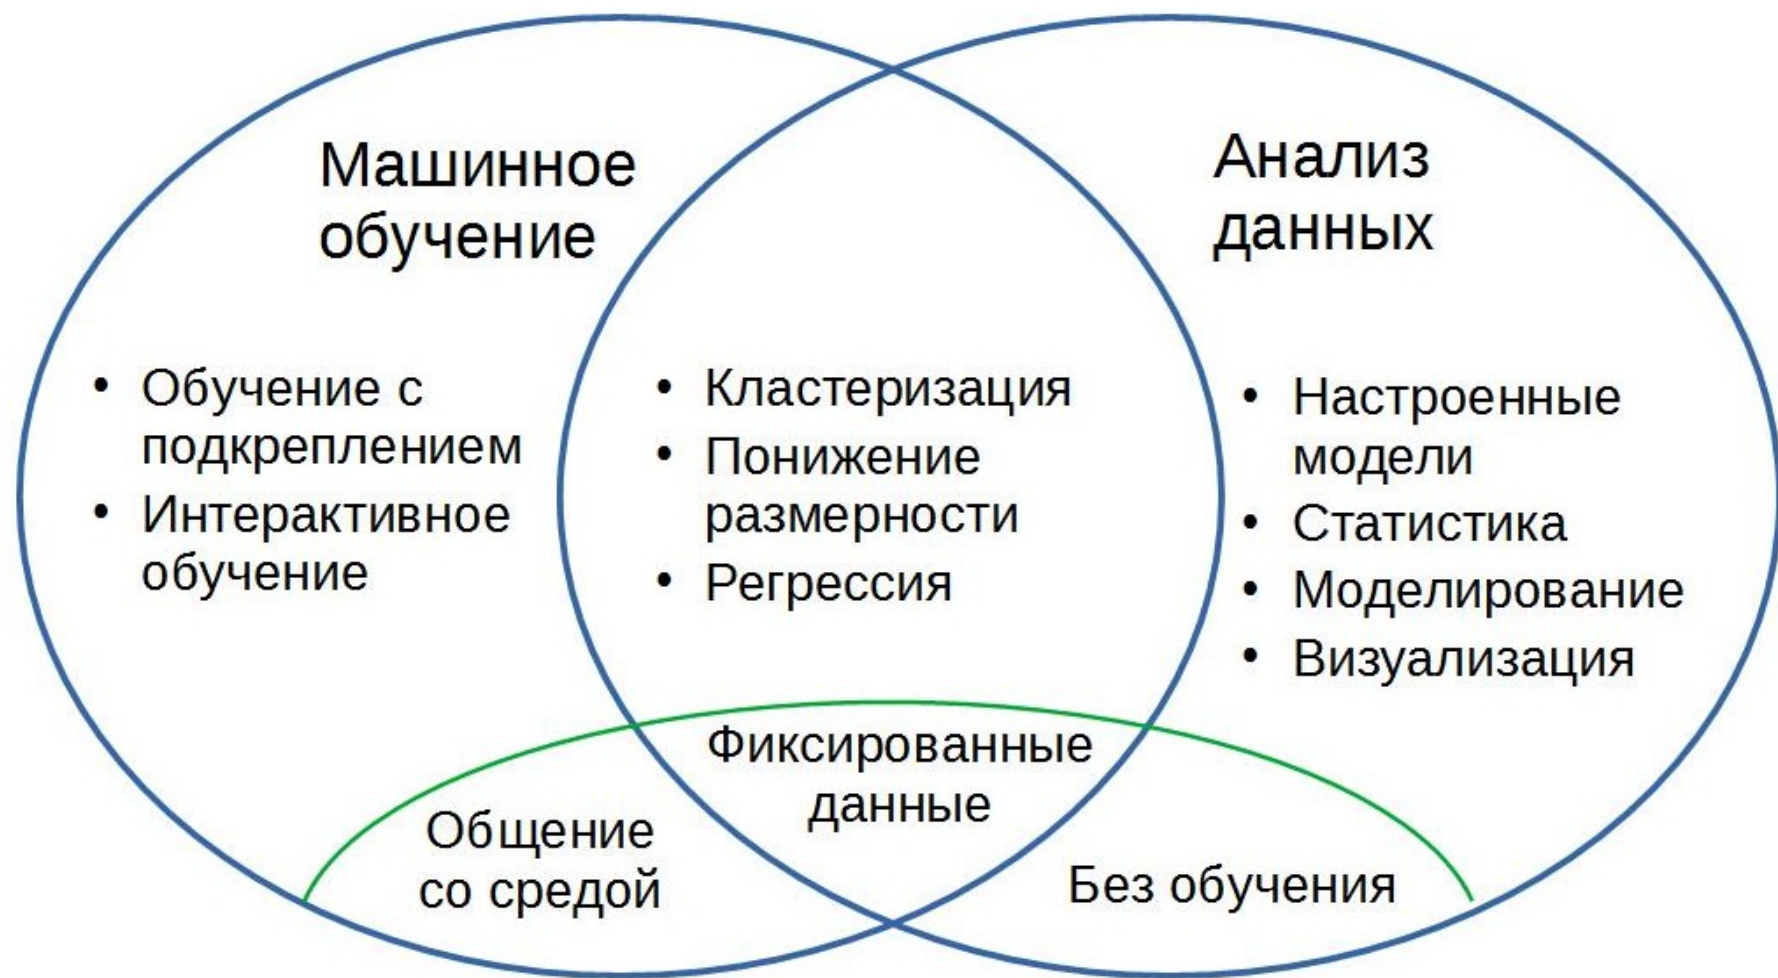 Машинное
обучение
Анализ
данных
• Обучение с
подкреплением
• Интерактивное
обучение
• Кластеризация
• Понижение
размерности
• Регрессия
• Настроенные
модели
• Статистика
• Моделирование
• Визуализация
Фиксированные
данные
Общение
со средой
Без обучения